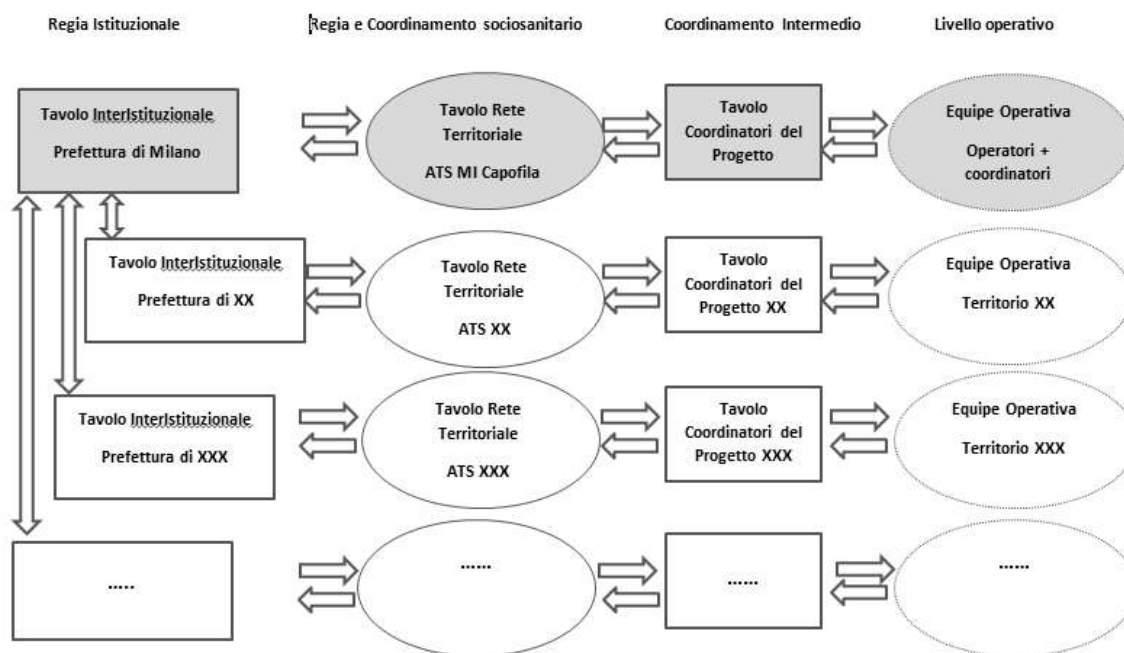 Regia Istituzionale
Regia e Coordinamento sociosanitario
Coordinamento Intermedio
Livello operativo
Tavolo InterIstituzionale
Prefettura di Milano
Tavolo Rete
Territoriale
ATS MI Capofila
Tavolo
Coordinatori del
Progetto
Equipe Operativa
Operatori +
coordinatori
Tavolo InterIstituzionale
Prefettura di XX
Tavolo Rete
Territoriale
ATS XX
Tavolo
Coordinatori del
Progetto XX
Equipe Operativa
Territorio XX
Tavolo InterIstituzionale
Prefettura di XXX
Tavolo Rete
Territoriale
ATS XXX
Tavolo
Coordinatori del
Progetto XXX
Equipe Operativa
Territorio XXX
.....
......
......
......